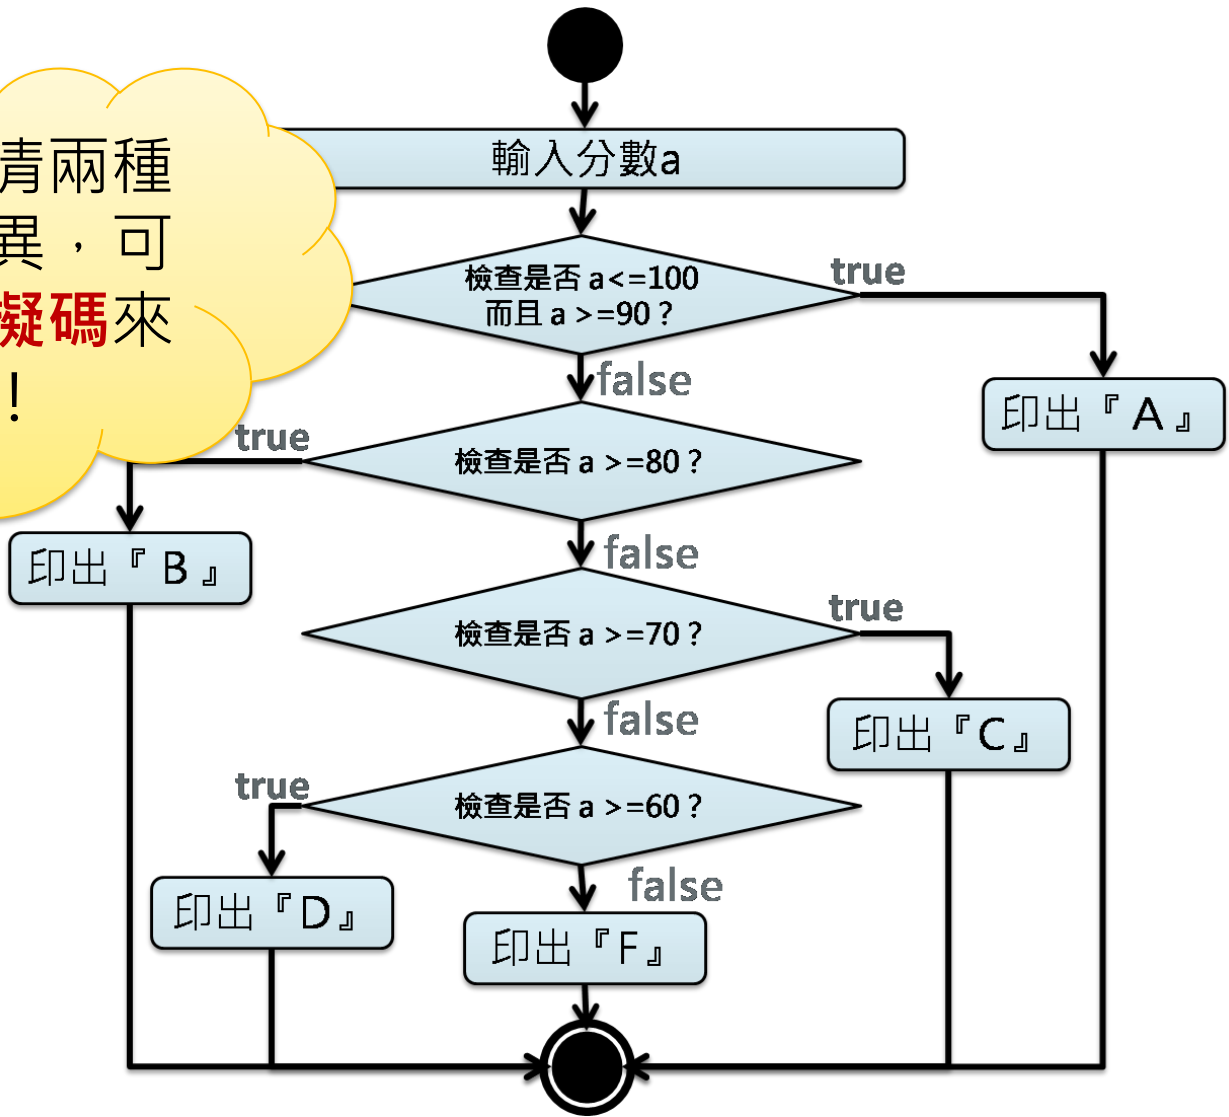 輸入分數a
清兩種
異，可
擬碼來
！
檢查是否 a<=100
而且 a >=90？
true
false
印出『A』
true
檢查是否 a >=80？
印出『B』
false
檢查是否 a >=70？
true
false
印出『C』
true
檢查是否 a >=60？
false
印出『D』
印出『F』